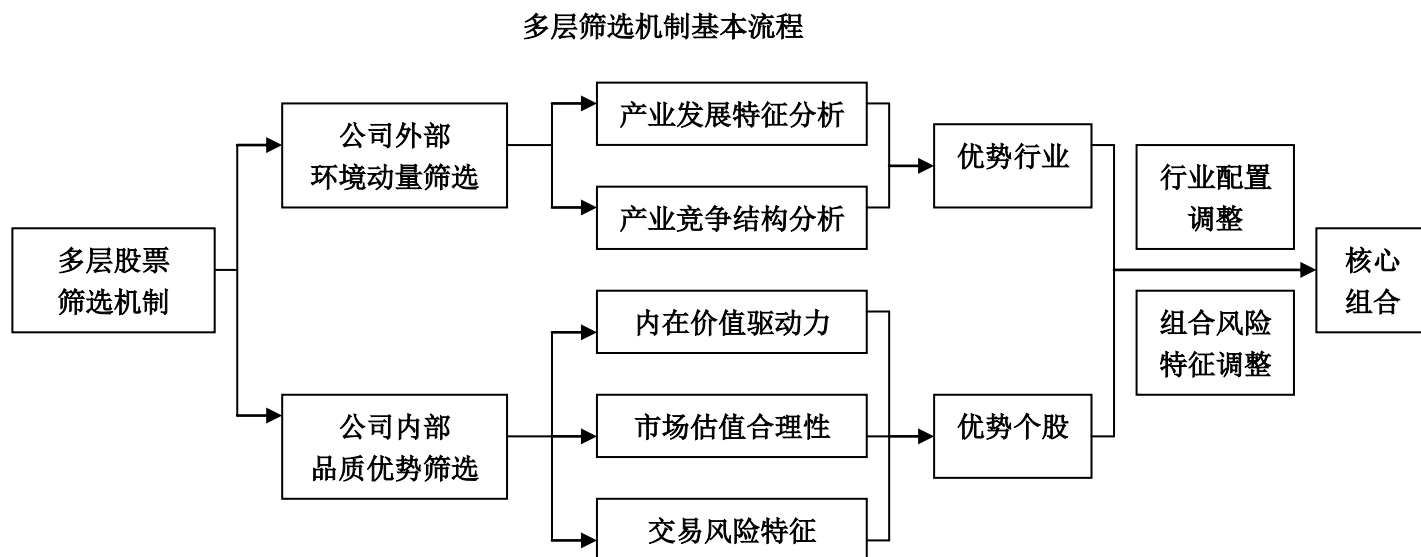 多层筛选机制基本流程
多层股票
筛选机制
公司外部
环境动量筛选
公司内部
品质优势筛选
产业发展特征分析
产业竞争结构分析
内在价值驱动力
市场估值合理性
交易风险特征
优势行业
优势个股
行业配置
调整
组合风险
特征调整
核心
组合